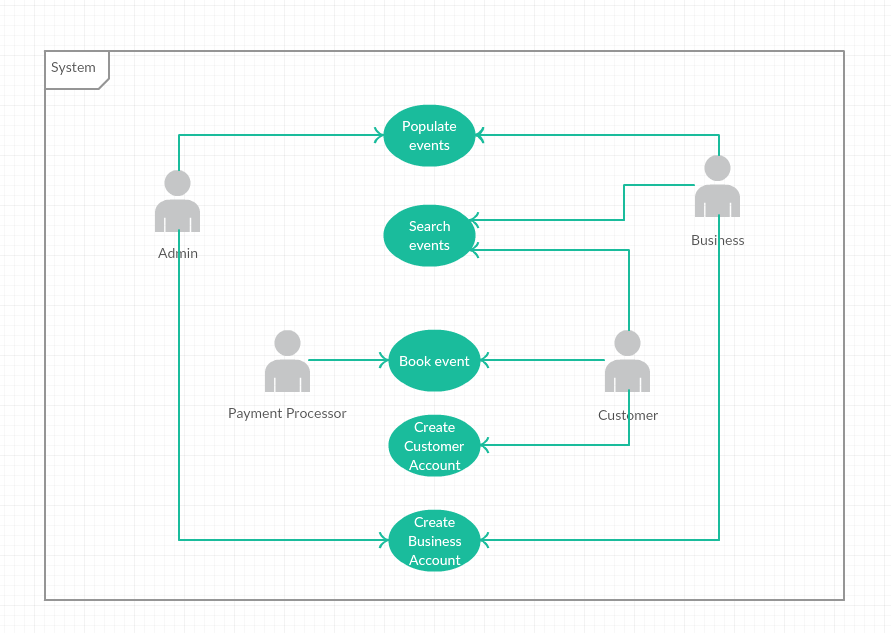 System
Populate
events
Search
events
Admin
Business
Book event
Payment Processor
Customer
Create
Customer
Account
Create
Business
Account